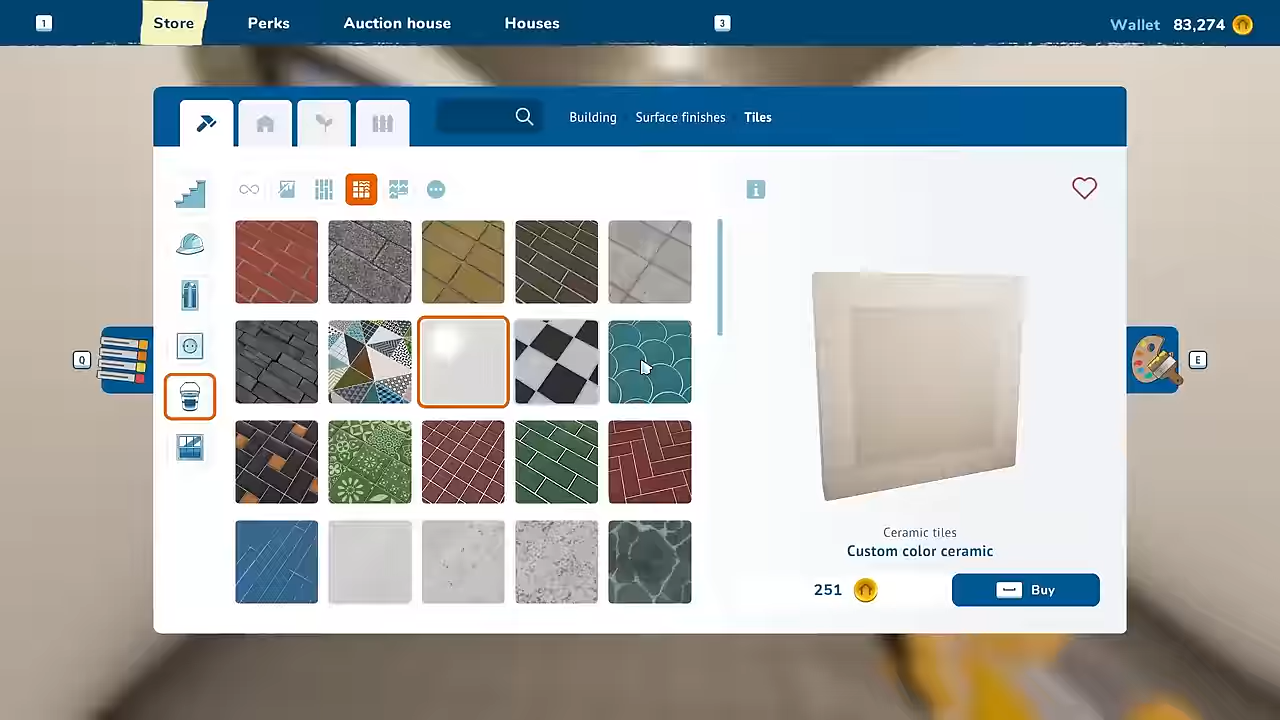 1
Store
Perks
Auction house
Houses
3
Wallet 83,274
Building
Surface finishes
Tiles
Q
E
Ceramic tiles
Custom color ceramic
251
Buy